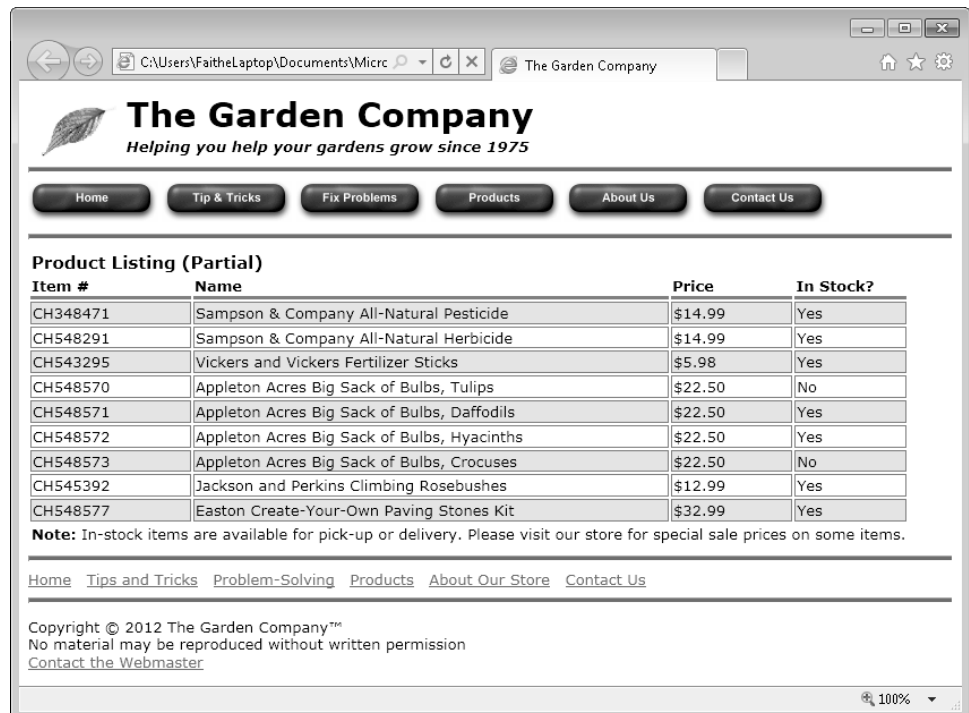 C:\Users\FaitheLaptop\Documents\Micrc
The Garden Company
The Garden Company
Helping you help your gardens grow since 1975
Home Tip & Tricks Fix Problems Products About Us Contact Us
Product Listing (Partial)
Item # Name Price In Stock?
CH348471 Sampson & Company All-Natural Pesticide $14.99 Yes
CH548291 Sampson & Company All-Natural Herbicide $14.99 Yes
CH543295 Vickers and Vickers Fertilizer Sticks $5.98 Yes
CH548570 Appleton Acres Big Sack of Bulbs, Tulips $22.50 No
CH548571 Appleton Acres Big Sack of Bulbs, Daffodils $22.50 Yes
CH548572 Appleton Acres Big Sack of Bulbs, Hyacinths $22.50 Yes
CH548573 Appleton Acres Big Sack of Bulbs, Crocuses $22.50 No
CH545392 Jackson and Perkins Climbing Rosebushes $12.99 Yes
CH548577 Easton Create-Your-Own Paving Stones Kit $32.99 Yes
Note: In-stock items are available for pick-up or delivery. Please visit our store for special sale prices on some items.
Home Tips and Tricks Problem-Solving Products About Our Store Contact Us
Copyright © 2012 The Garden Company™
No material may be reproduced without written permission
Contact the Webmaster
100%